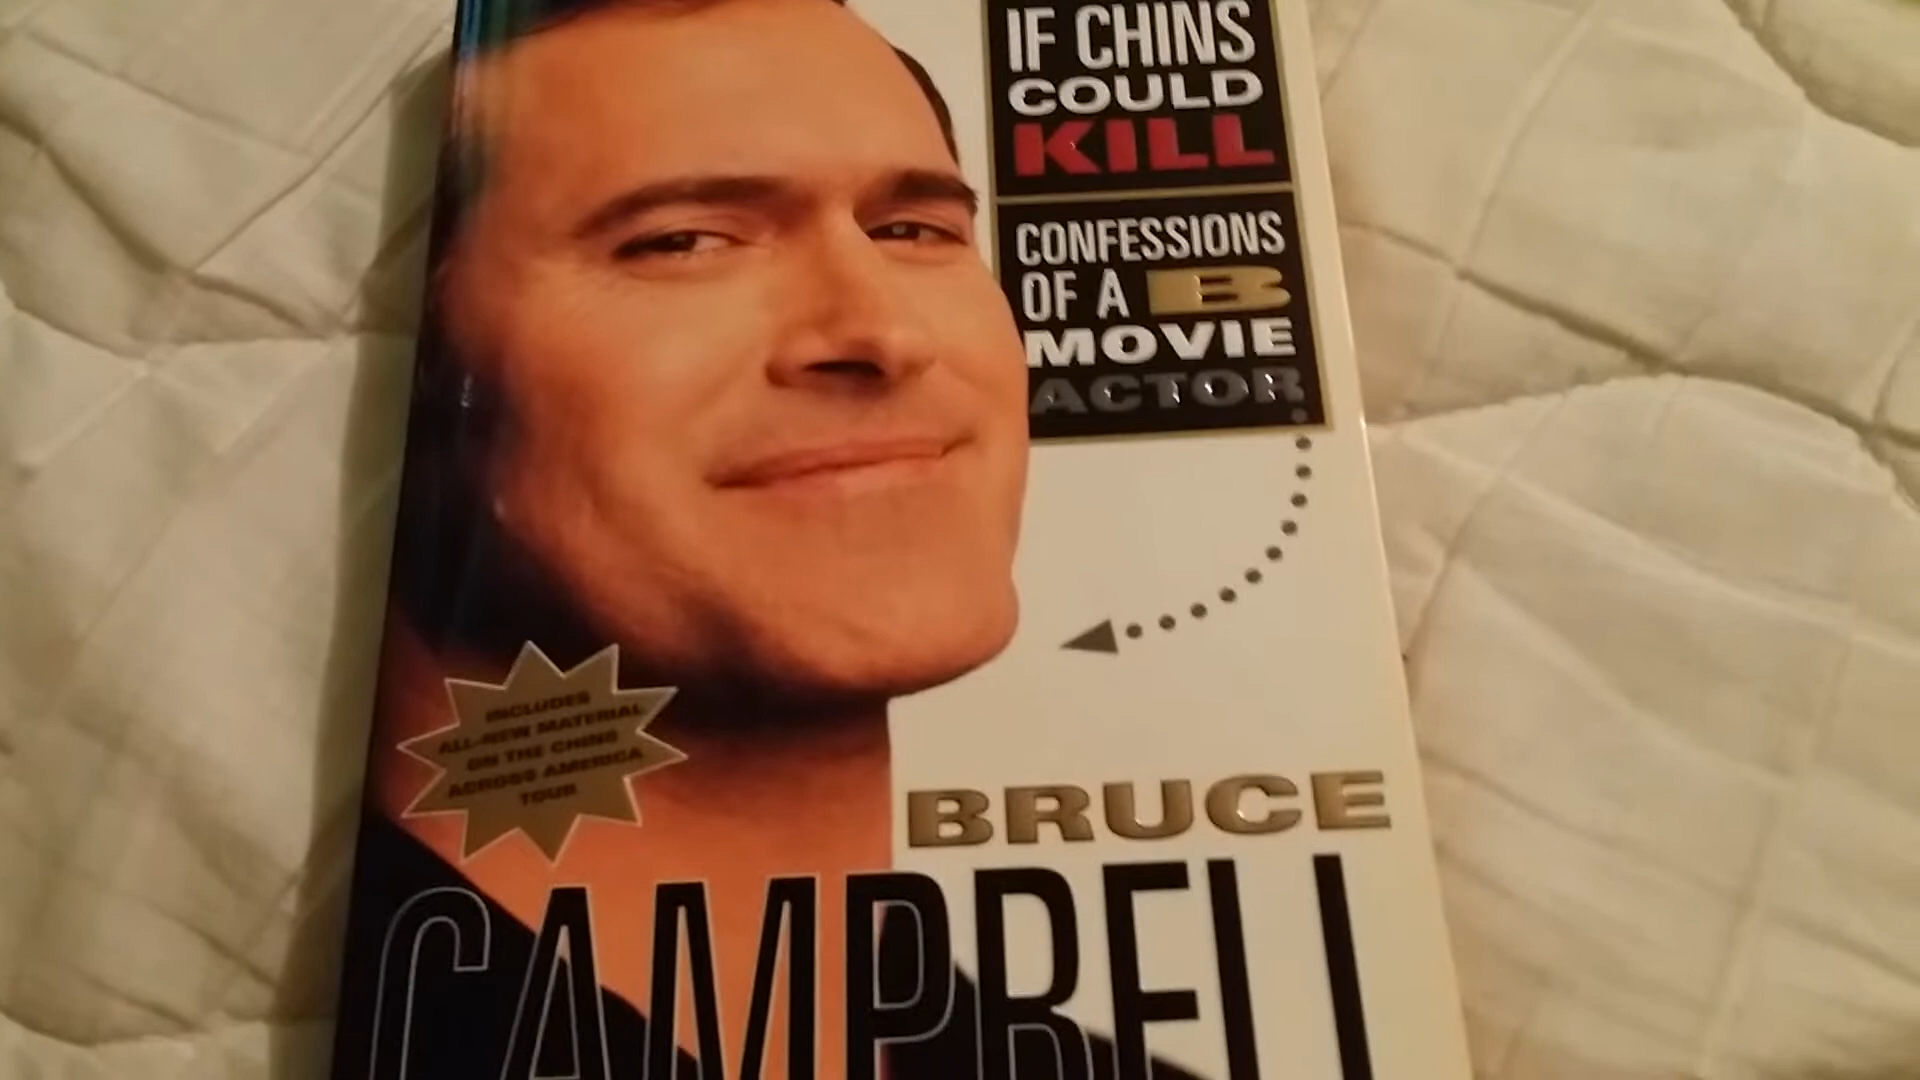 IF CHINS
COULD
KILL
CONFESSIONS
OF A B
MOVIE
ACTOR
INCLUDES
ALL-NEW MATERIAL
ON THE CHINS
ACROSS AMERICA
TOUR
BRUCE
CAMPBELL